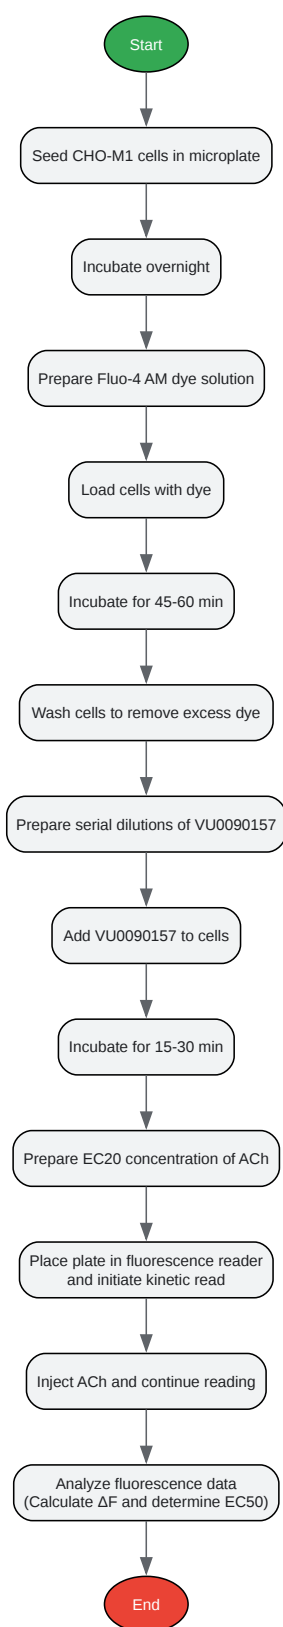 Start
Seed CHO-M1 cells in microplate
Incubate overnight
Prepare Fluo-4 AM dye solution
Load cells with dye
Incubate for 45-60 min
Wash cells to remove excess dye
Prepare serial dilutions of VU0090157
Add VU0090157 to cells
Incubate for 15-30 min
Prepare EC20 concentration of ACh
Place plate in fluorescence reader
and initiate kinetic read
Inject ACh and continue reading
Analyze fluorescence data
(Calculate ΔF and determine EC50)
End